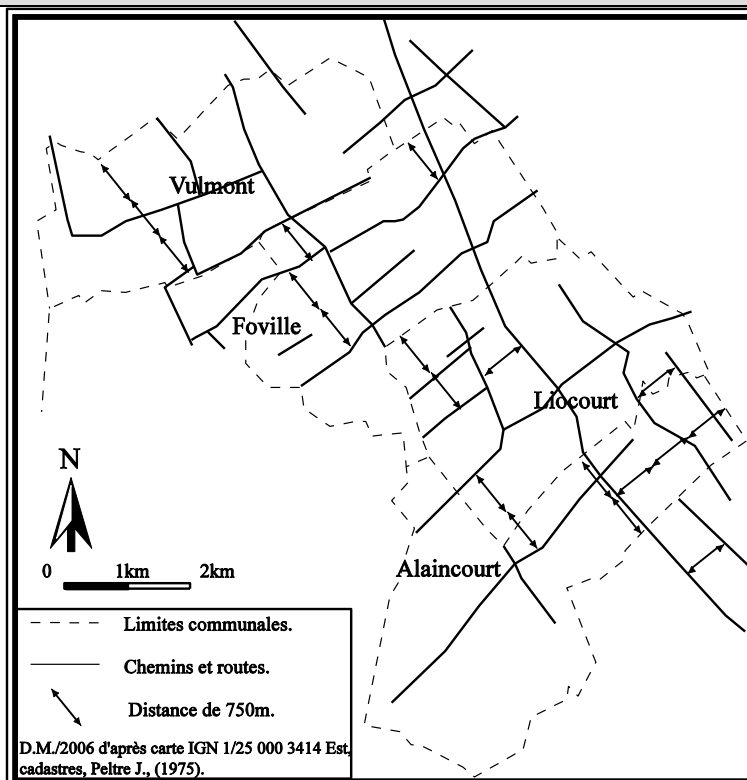 Vulmont
Foville
Liocourt
N
0 1km 2km
Alaincourt
Limites communales.
Chemins et routes.
Distance de 750m.
D.M./2006 d'après carte IGN 1/25 000 3414 Est,
cadastres, Peltre J., (1975).